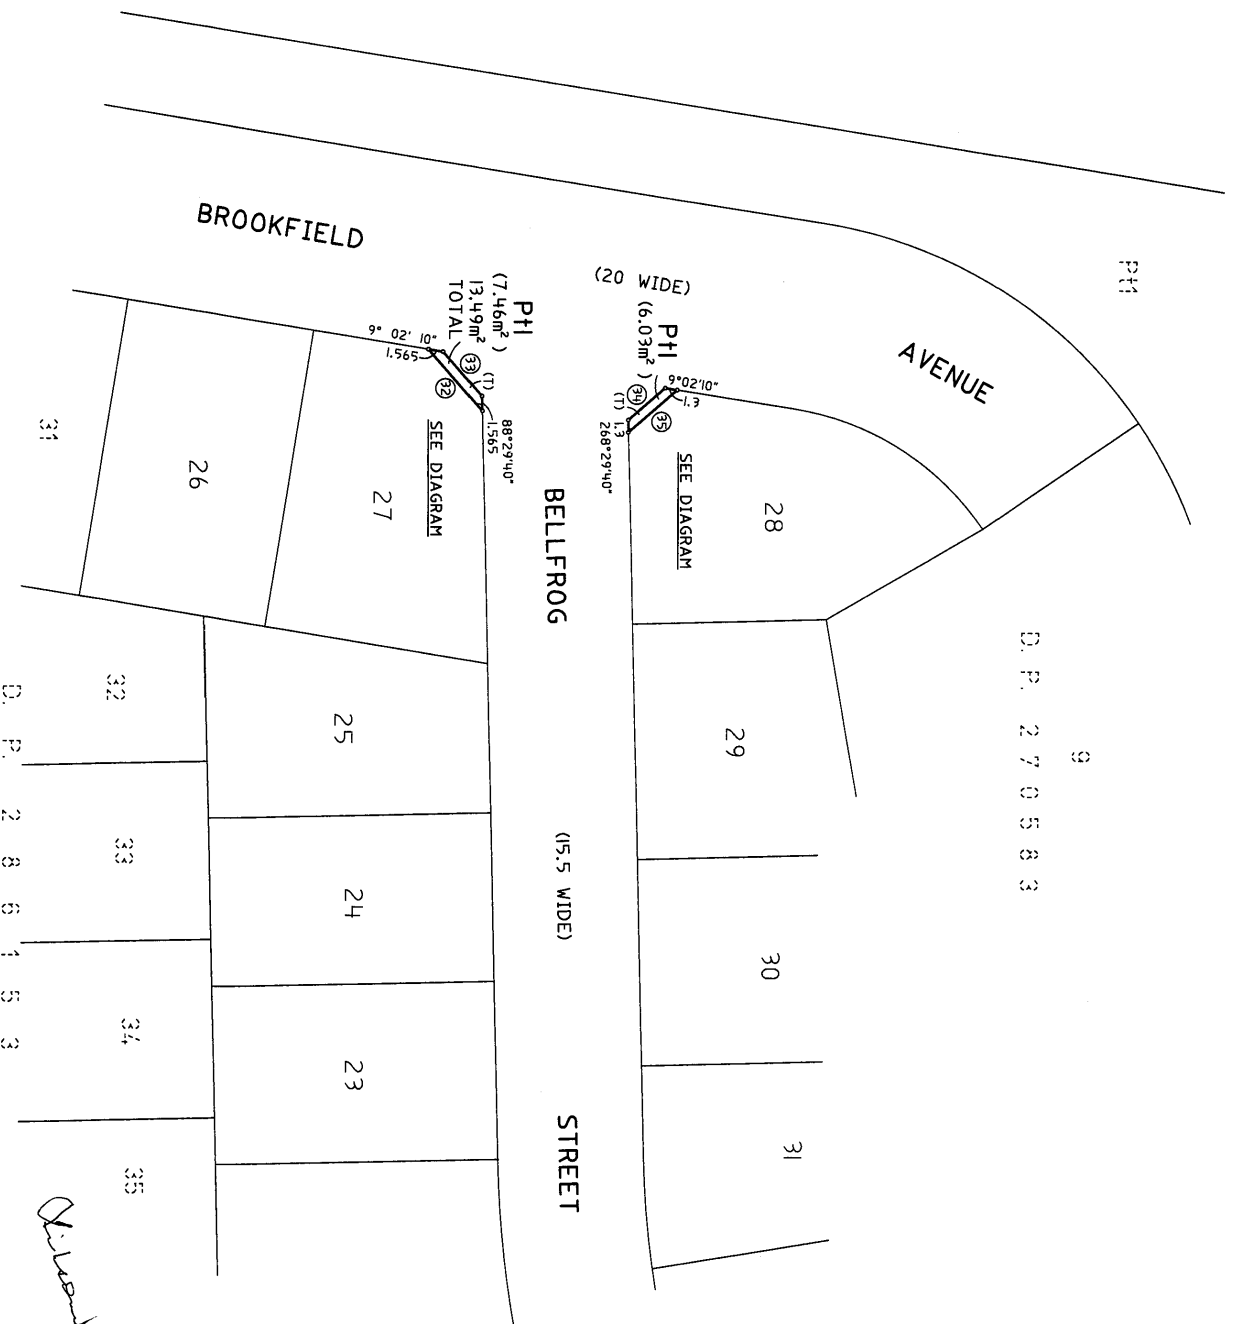 BROOKFIELD
AVENUE
(20 WIDE)
Pt1
Pt1
(7.46m²)
13.49m²
TOTAL
9° 02' 10"
1.565
33
(T)
32
1.565
88°29'40"
SEE DIAGRAM
Pt1
(6.03m²)
9°02'10"
1.3
34
(T)
35
1.3
268°29'40"
SEE DIAGRAM
BELLFROG
(15.5 WIDE)
STREET
31
26
27
28
25
29
24
30
23
31
32
33
34
35
9
D. P. 270583
D. P. 286153